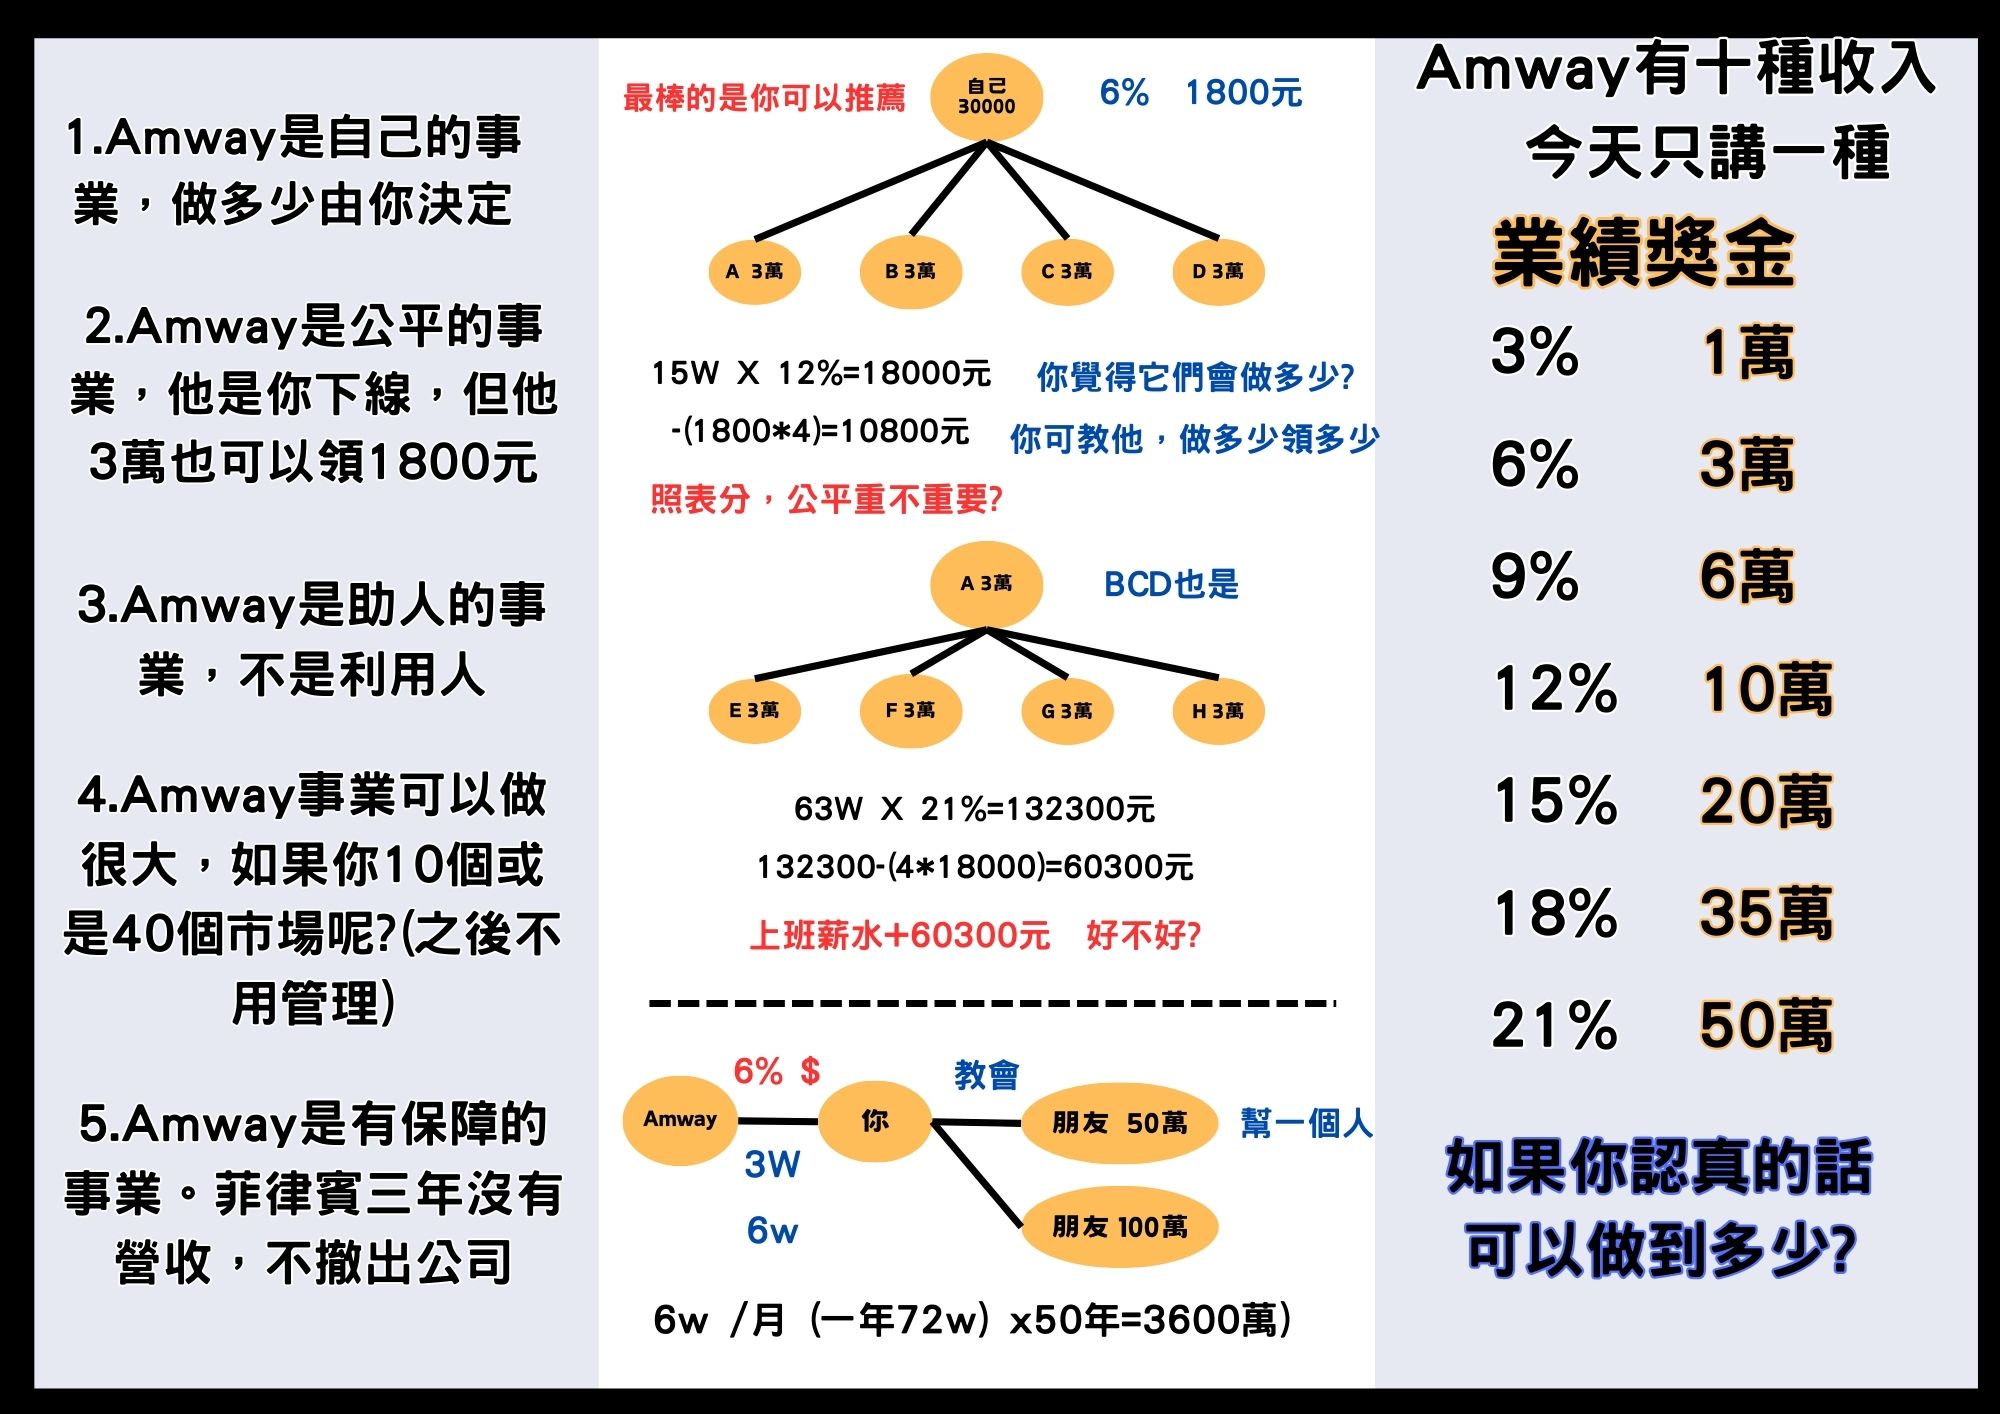 1.Amway是自己的事
業，做多少由你決定
2.Amway是公平的事
業，他是你下線，但他
3萬也可以領1800元
3.Amway是助人的事
業，不是利用人
4.Amway事業可以做
很大，如果你10個或
是40個市場呢?(之後不
用管理)
5.Amway是有保障的
事業。菲律賓三年沒有
營收，不撤出公司
最棒的是你可以推薦
自己
30000
6% 1800元
A 3萬
B 3萬
C 3萬
D 3萬
15W X 12%=18000元
你覺得它們會做多少?
-(1800*4)=10800元
你可教他，做多少領多少
照表分，公平重不重要?
A 3萬
BCD也是
E 3萬
F 3萬
G 3萬
H 3萬
63W X 21%=132300元
132300-(4*18000)=60300元
上班薪水+60300元 好不好?
6% $
教會
Amway
你
朋友 50萬
幫一個人
3W
6w
朋友 100萬
6w /月 (一年72w) x50年=3600萬)
Amway有十種收入
今天只講一種
業績獎金
3% 1萬
6% 3萬
9% 6萬
12% 10萬
15% 20萬
18% 35萬
21% 50萬
如果你認真的話
可以做到多少?